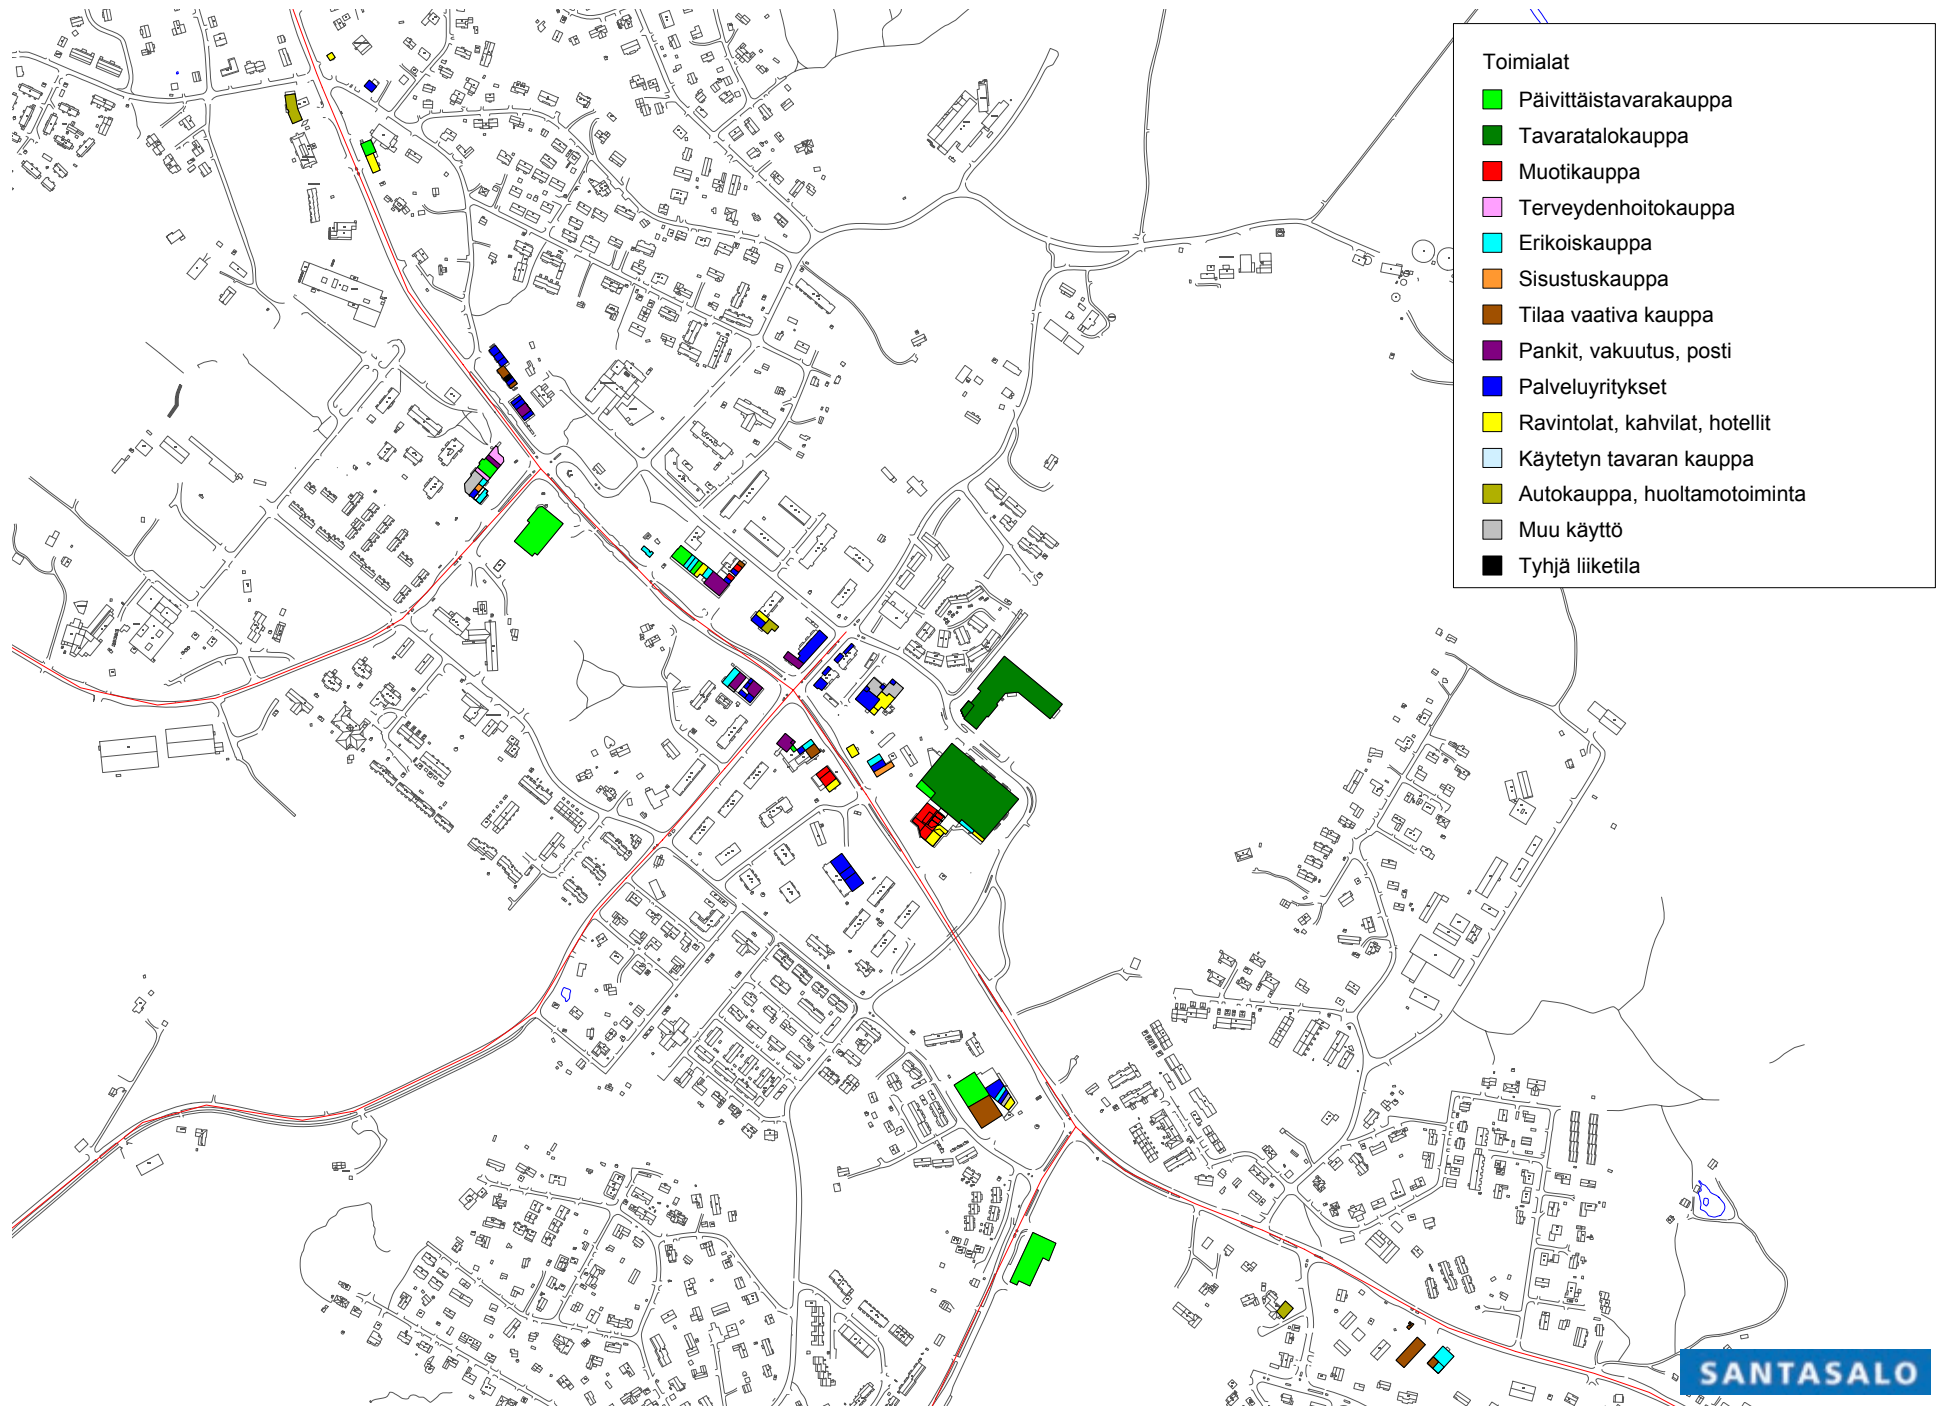 Toimialat
Päivittäistavarakauppa
Tavaratalokauppa
Muotikauppa
Terveydenhoitokauppa
Erikoiskauppa
Sisustuskauppa
Tilaa vaativa kauppa
Pankit, vakuutus, posti
Palveluyritykset
Ravintolat, kahvilat, hotellit
Käytetyn tavaran kauppa
Autokauppa, huoltamotoiminta
Muu käyttö
Tyhjä liiketila
SANTASALO